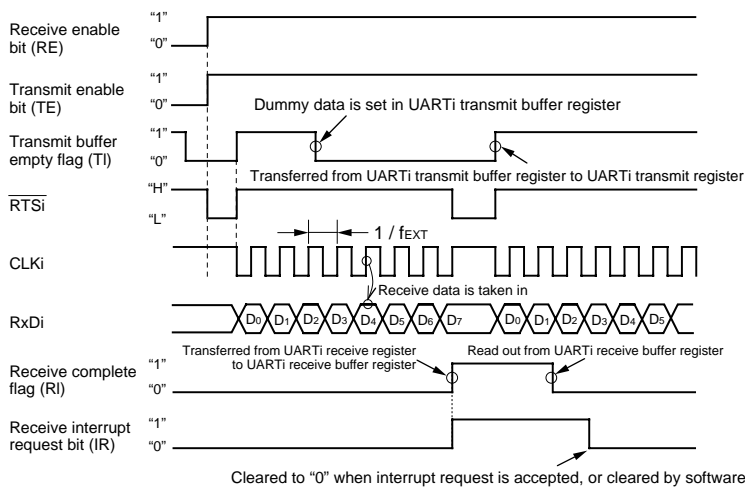 Receive enable
bit (RE)
“1”
“0”
Transmit enable
bit (TE)
“1”
“0”
Dummy data is set in UARTi transmit buffer register
Transmit buffer
empty flag (Tl)
“1”
“0”
Transferred from UARTi transmit buffer register to UARTi transmit register
RTSi
“H”
“L”
1 / fEXT
CLKi
Receive data is taken in
RxDi
D0 D1 D2 D3 D4 D5 D6 D7 D0 D1 D2 D3 D4 D5
Transferred from UARTi receive register
to UARTi receive buffer register
Read out from UARTi receive buffer register
Receive complete
flag (Rl)
“1”
“0”
Receive interrupt
request bit (IR)
“1”
“0”
Cleared to “0” when interrupt request is accepted, or cleared by software